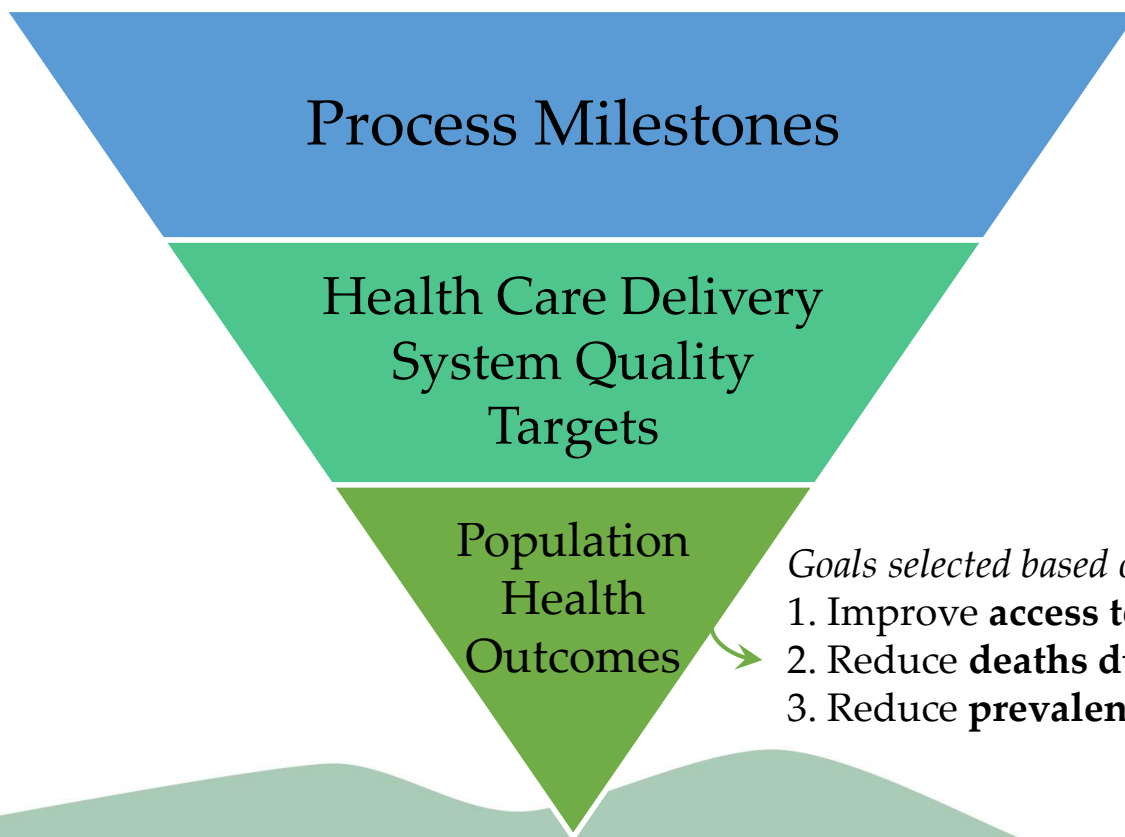 Process Milestones
Health Care Delivery
System Quality
Targets
Population
Health
Outcomes
Goals selected based
1. Improve access
2. Reduce deaths
3. Reduce